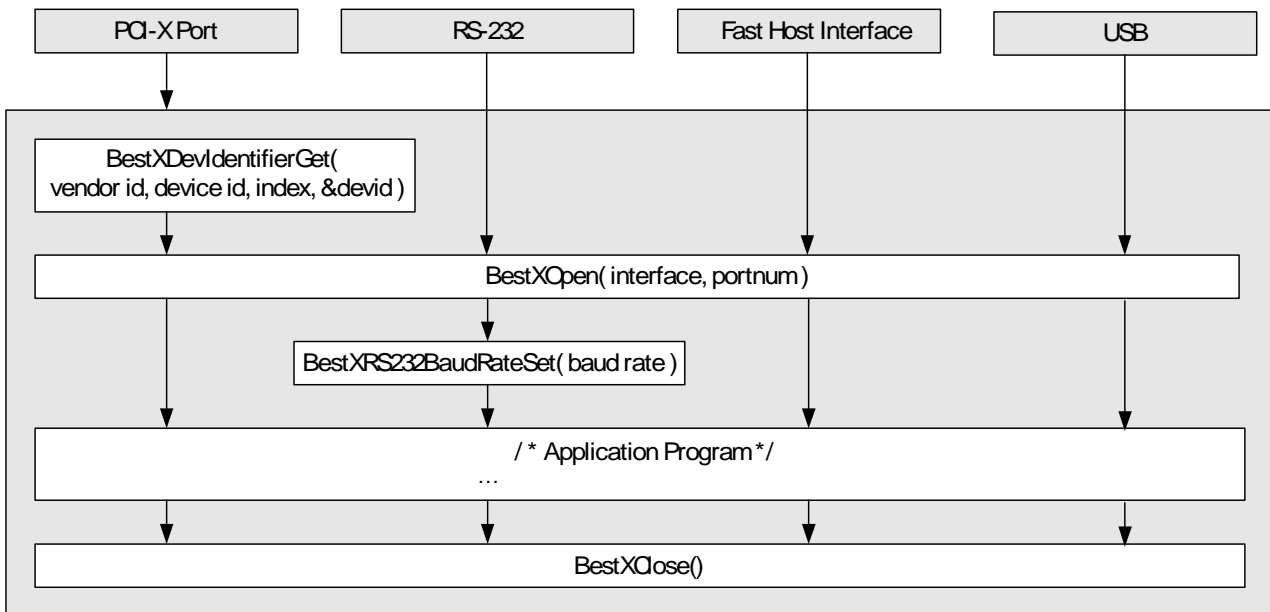 PCI-X Port
RS-232
Fast Host Interface
USB
BestXDevIdentifierGet(
vendor id, device id, index, &devid )
BestXOpen( interface, portnum )
BestXRS232BaudRateSet( baud rate )
/ * Application Program */
...
BestXClose()